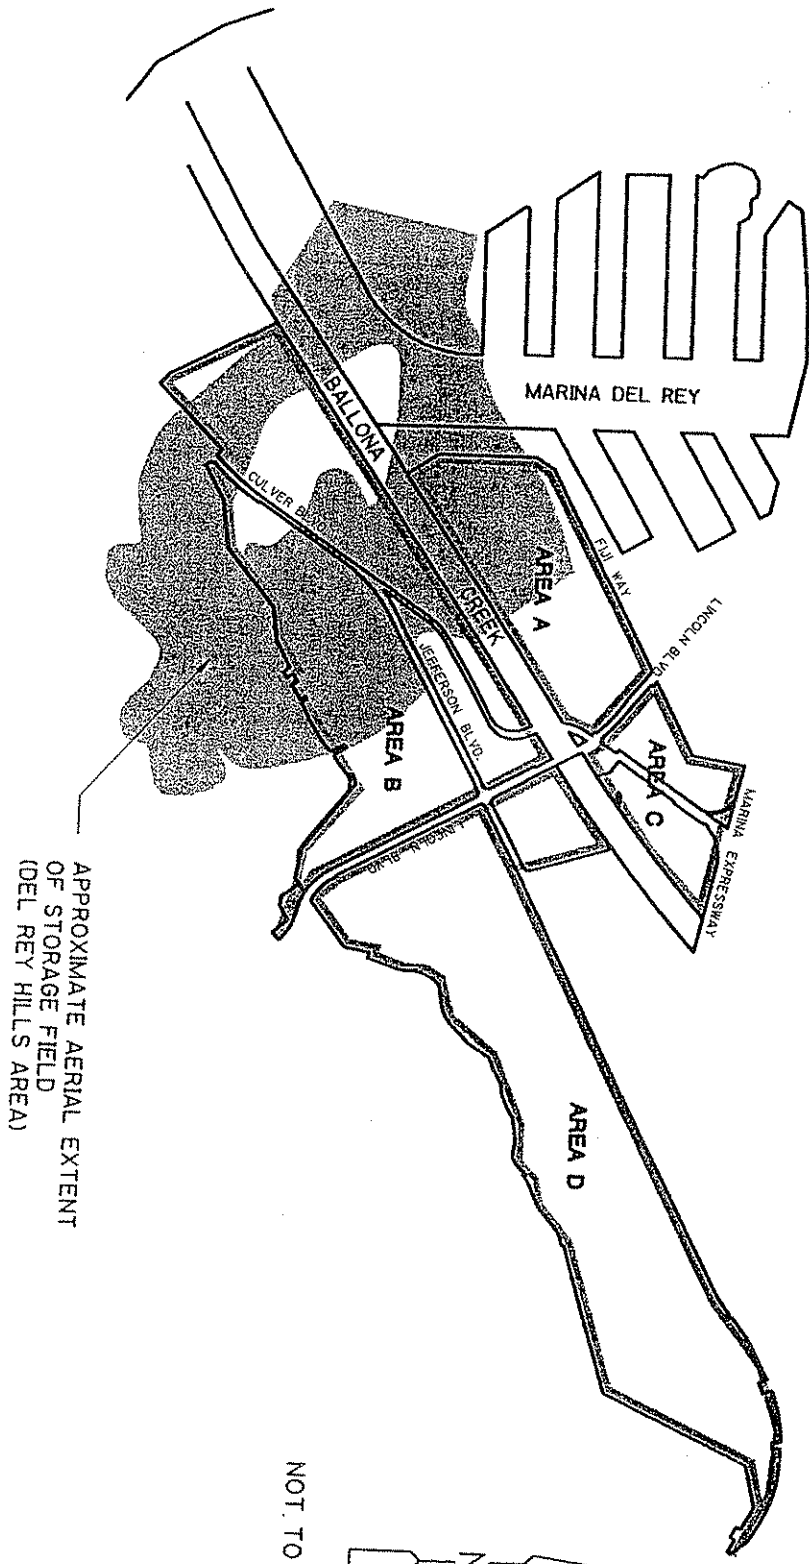 MARINA DEL REY
BALLONA
CREEK
CULVER BLVD
FIJI WAY
LINCOLN BLVD.
AREA A
JEFFERSON BLVD.
AREA B
AREA C
MARINA EXPRESSWAY
LINCOLN BLVD
AREA D
APPROXIMATE AERIAL EXTENT
OF STORAGE FIELD
(DEL REY HILLS AREA)
NOT TO
N